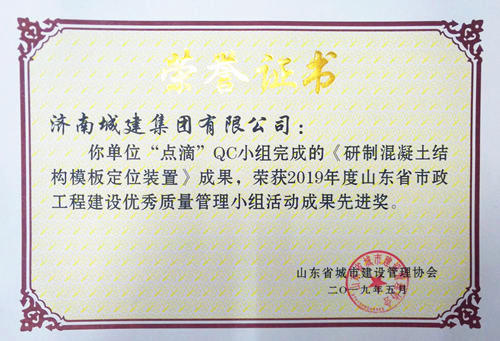 荣誉证书
济南城建集团有限公司：
你单位“点滴”QC小组完成的《研制混凝土结
构模板定位装置》成果，荣获2019年度山东省市政
工程建设优秀质量管理小组活动成果先进奖。
山东省城市建设管理协会
二〇一九年五月